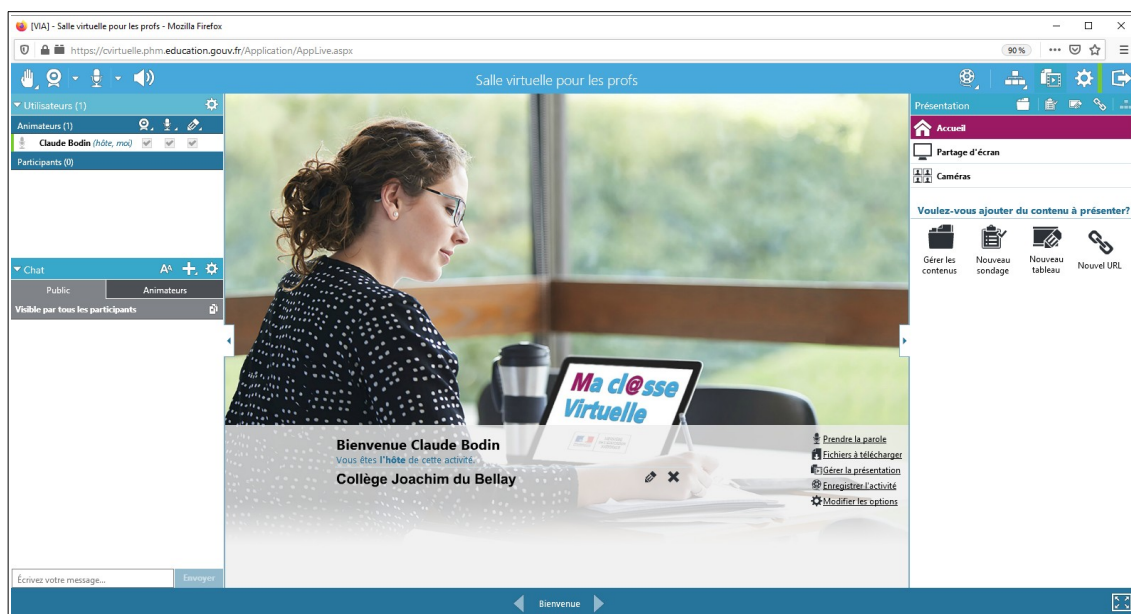 [VIA] - Salle virtuelle pour les profs - Mozilla Firefox
https://cvirtuelle.phm.education.gouv.fr/Application/AppLive.aspx
90%
Salle virtuelle pour les profs
Utilisateurs (1)
Animateurs (1)
Claude Bodin (hôte, moi)
Participants (0)
Chat
Public
Animateurs
Visible par tous les participants
Écrivez votre message...
Envoyer
Ma cl@sse
Virtuelle
Bienvenue Claude Bodin
Vous êtes l'hôte de cette activité.
Collège Joachim du Bellay
Prendre la parole
Fichiers à télécharger
Gérer la présentation
Enregistrer l'activité
Modifier les options
Présentation
Accueil
Partage d'écran
Caméras
Voulez-vous ajouter du contenu à présenter?
Gérer les
contenus
Nouveau
sondage
Nouveau
tableau
Nouvel URL
Bienvenue